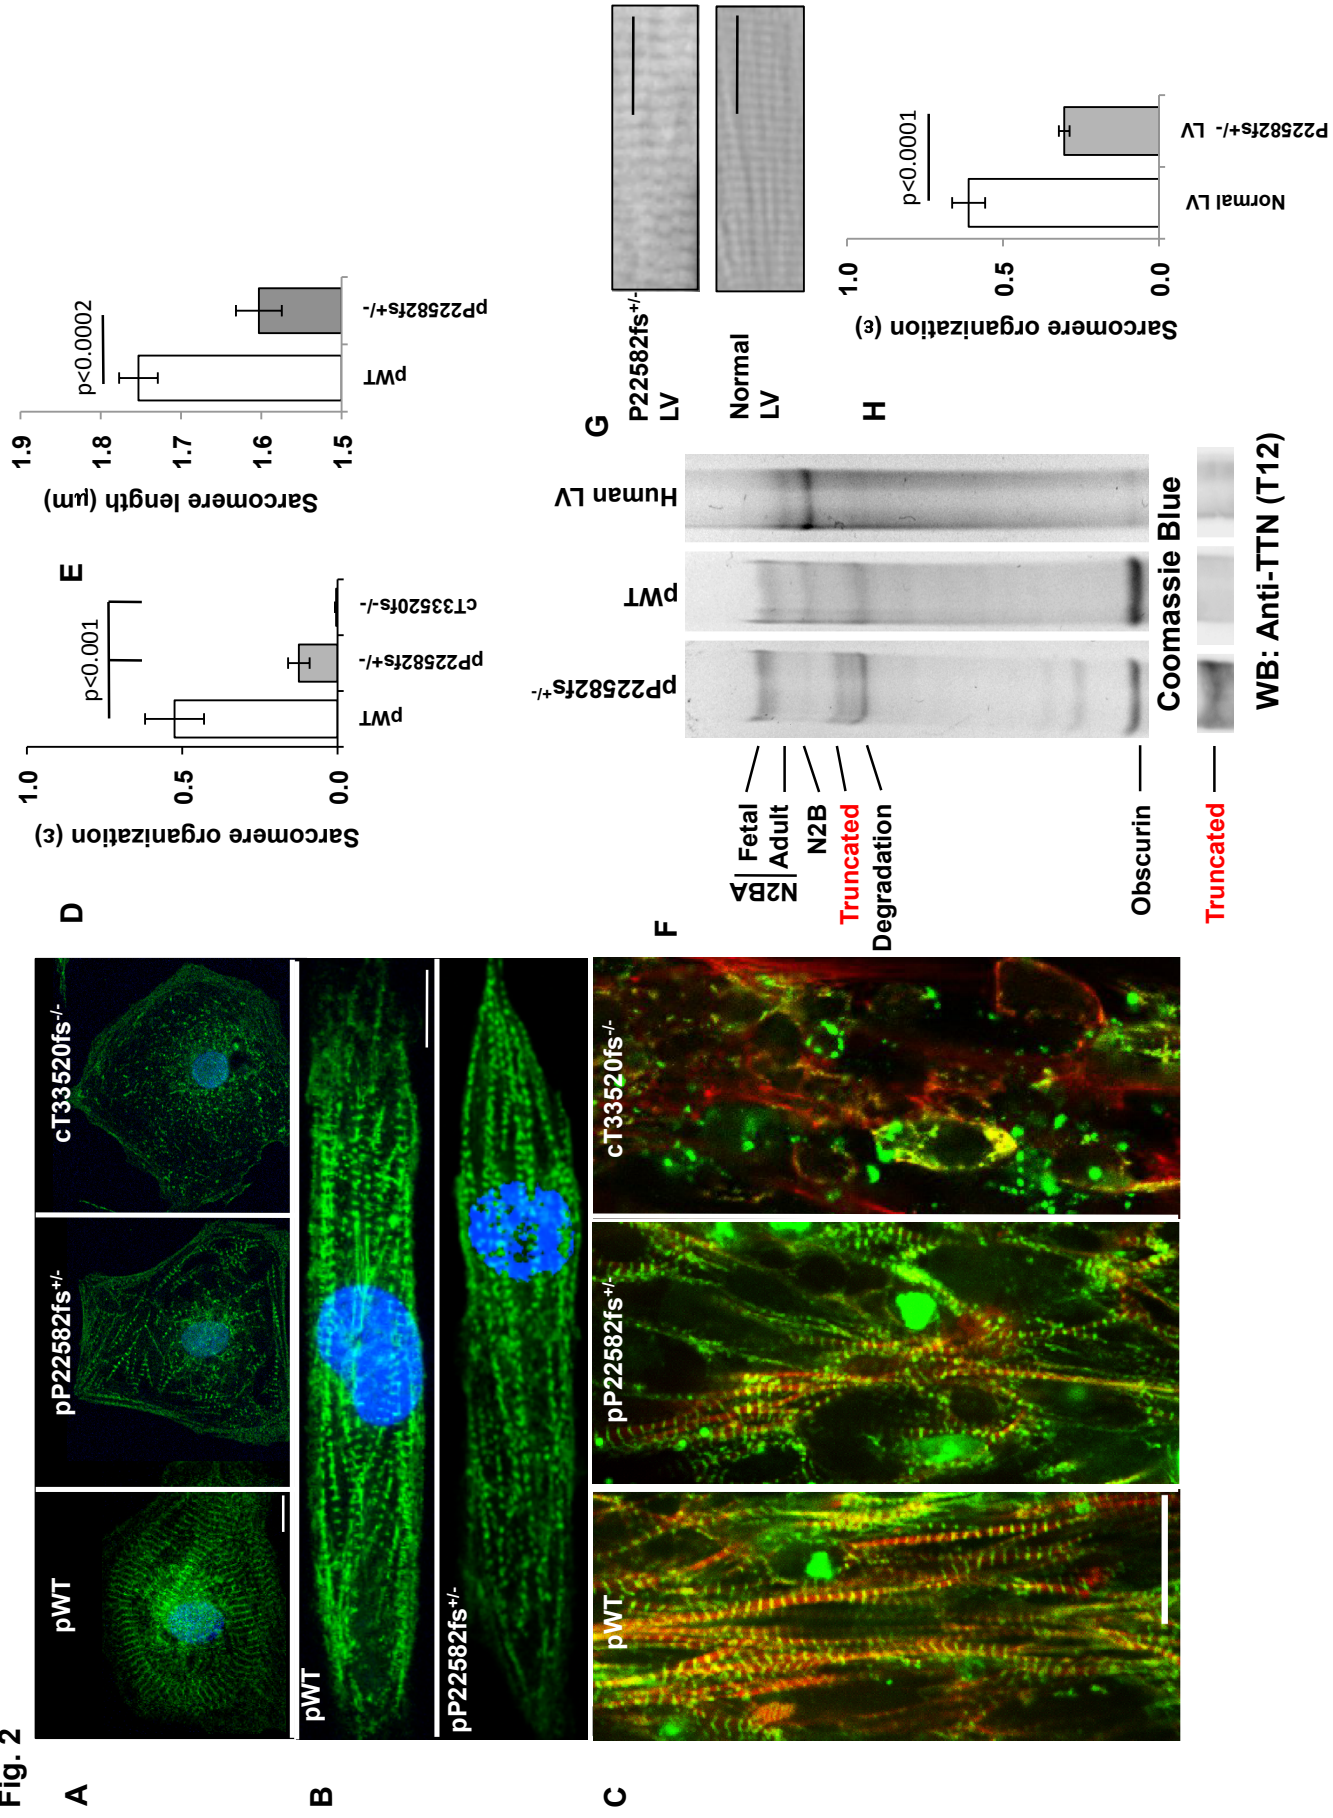 Fig. 2
A
pWT
pP22582fs+/-
cT33520fs-/-
B
pWT
pP22582fs+/-
C
pWT
pP22582fs+/-
cT33520fs-/-
D
Sarcomere organization (ε)
1.0
0.5
0.0
p<0.001
pWT
pP22582fs+/-
cT33520fs-/-
E
Sarcomere length (μm)
1.9
1.8
1.7
1.6
1.5
p<0.0002
pWT
pP22582fs+/-
F
pP22582fs+/-
pWT
Human LV
N2BA
Fetal
Adult
N2B
Truncated
Degradation
Obscurin
Coomassie Blue
Truncated
WB: Anti-TTN (T12)
G
P22582fs+/-
LV
Normal
LV
H
Sarcomere organization (ε)
1.0
0.5
0.0
p<0.0001
Normal LV
P22582fs+/- LV